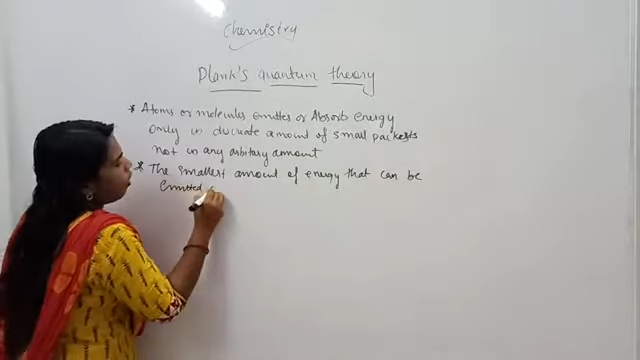 Chemistry
Plank's quantum theory
* Atoms or molecules emittes or Absorb energy
only in discreate amount of small packets
not in any arbitary amount
* The smallest amount of energy that can be
Emitted